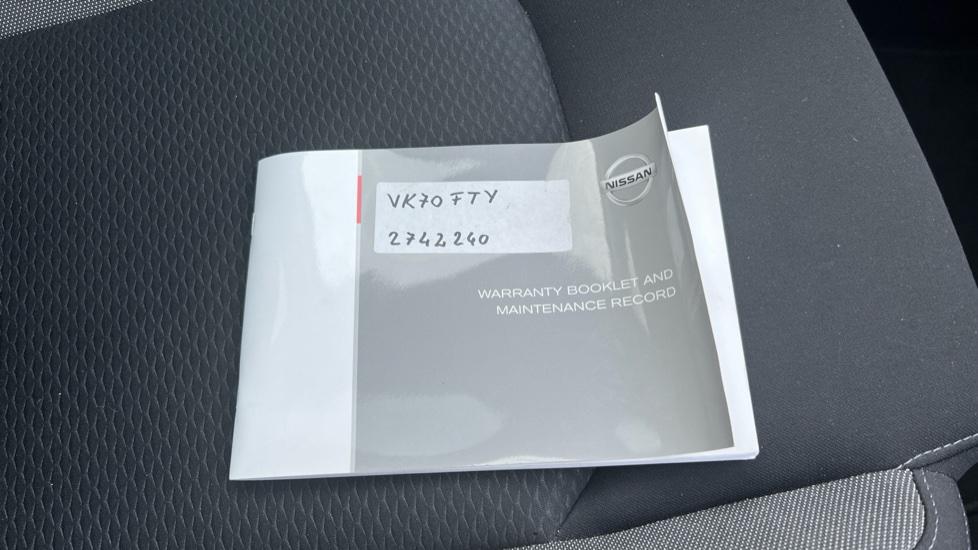 VK70 FTY
2742240
NISSAN
WARRANTY BOOKLET AND
MAINTENANCE RECORD